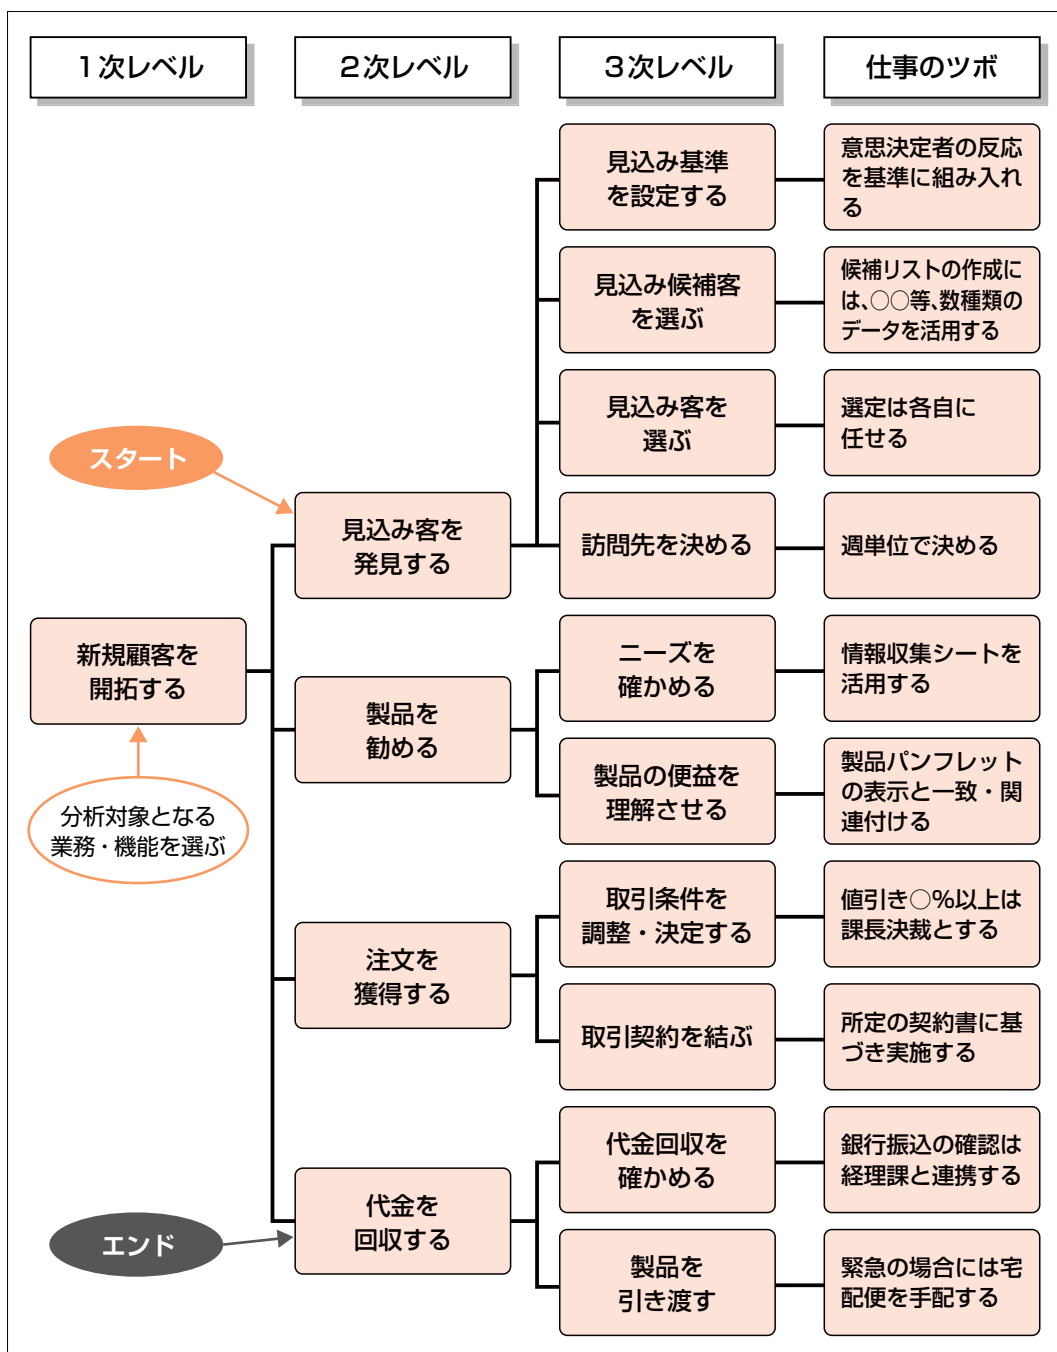 1次レベル
2次レベル
3次レベル
仕事のツボ
見込み基準
を設定する
意思決定者の反応
を基準に組み入れ
る
見込み候補客
を選ぶ
候補リストの作成に
は、○○等、数種類の
データを活用する
見込み客を
選ぶ
選定は各自に
任せる
スタート
見込み客を
発見する
訪問先を決める
週単位で決める
新規顧客を
開拓する
分析対象となる
業務・機能を選ぶ
製品を
勧める
ニーズを
確かめる
情報収集シートを
活用する
製品の便益を
理解させる
製品パンフレット
の表示と一致・関
連付ける
注文を
獲得する
取引条件を
調整・決定する
値引き○%以上は
課長決裁とする
取引契約を結ぶ
所定の契約書に基
づき実施する
エンド
代金を
回収する
代金回収を
確かめる
銀行振込の確認は
経理課と連携する
製品を
引き渡す
緊急の場合には宅
配便を手配する